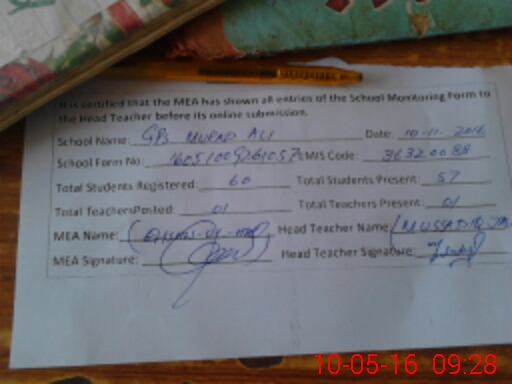 It is certified that the MEA has shown all entries of the School Monitoring Form to
the Head Teacher before its online submission.
School Name: GPS MURAD ALI Date: 10-11-2016
School Form No: EMIS Code:
Total Students Registered: 60 Total Students Present: 57
Total Teachers Posted: 01 Total Teachers Present: 01
MEA Name: Head Teacher Name
MEA Signature: Head Teacher Signature:
10-05-16 09:28